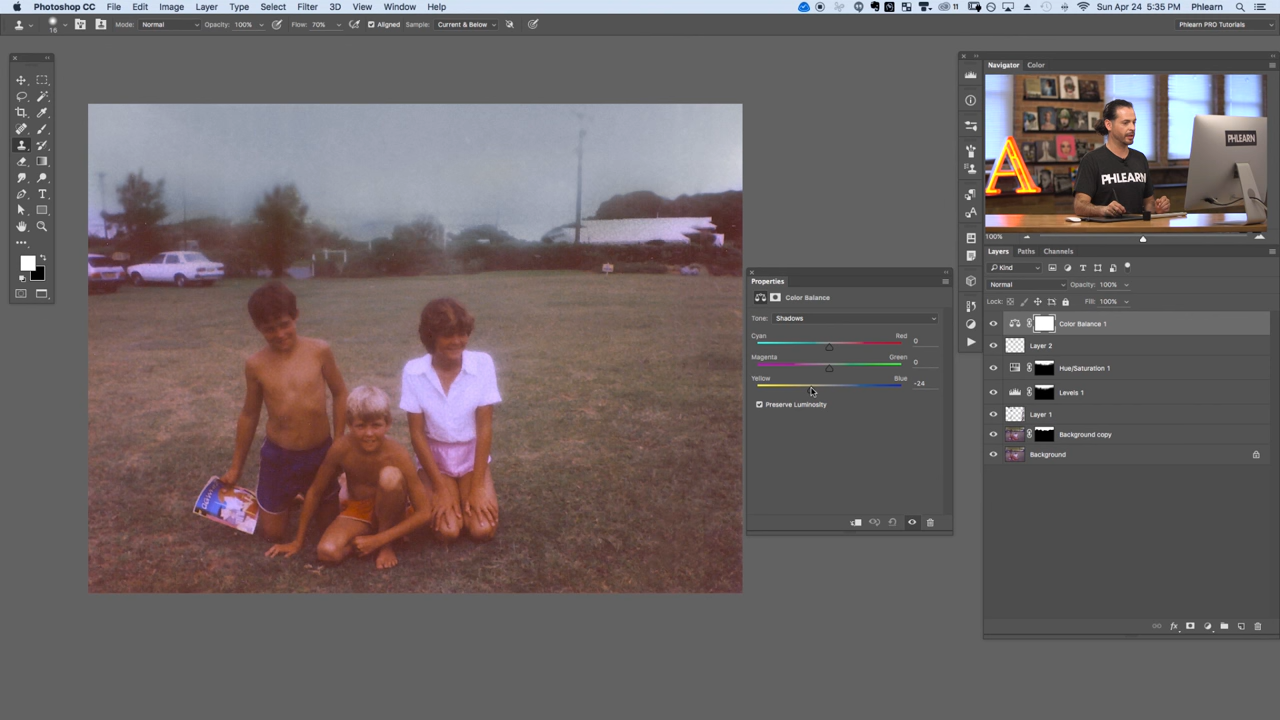 Photoshop CC File Edit Image Layer Type Select Filter 3D View Window Help 11 Sun Apr 24 5:35 PM Phlearn
16 Mode: Normal Opacity: 100% Flow: 70% Aligned Sample: Current & Below Phlearn PRO Tutorials
Navigator Color
PHLEARN
PHLEARN
A
100%
Layers Paths Channels
Kind
Normal Opacity: 100%
Lock: Fill: 100%
Color Balance 1
Layer 2
Hue/Saturation 1
Levels 1
Layer 1
Background copy
Background
Properties
Color Balance
Tone: Shadows
Cyan Red 0
Magenta Green 0
Yellow Blue -24
Preserve Luminosity